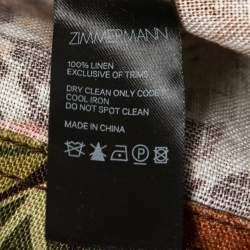 ZIMMERMANN
100% LINEN
EXCLUSIVE OF TRIMS
DRY CLEAN ONLY CODE
COOL IRON
DO NOT SPOT CLEAN
MADE IN CHINA